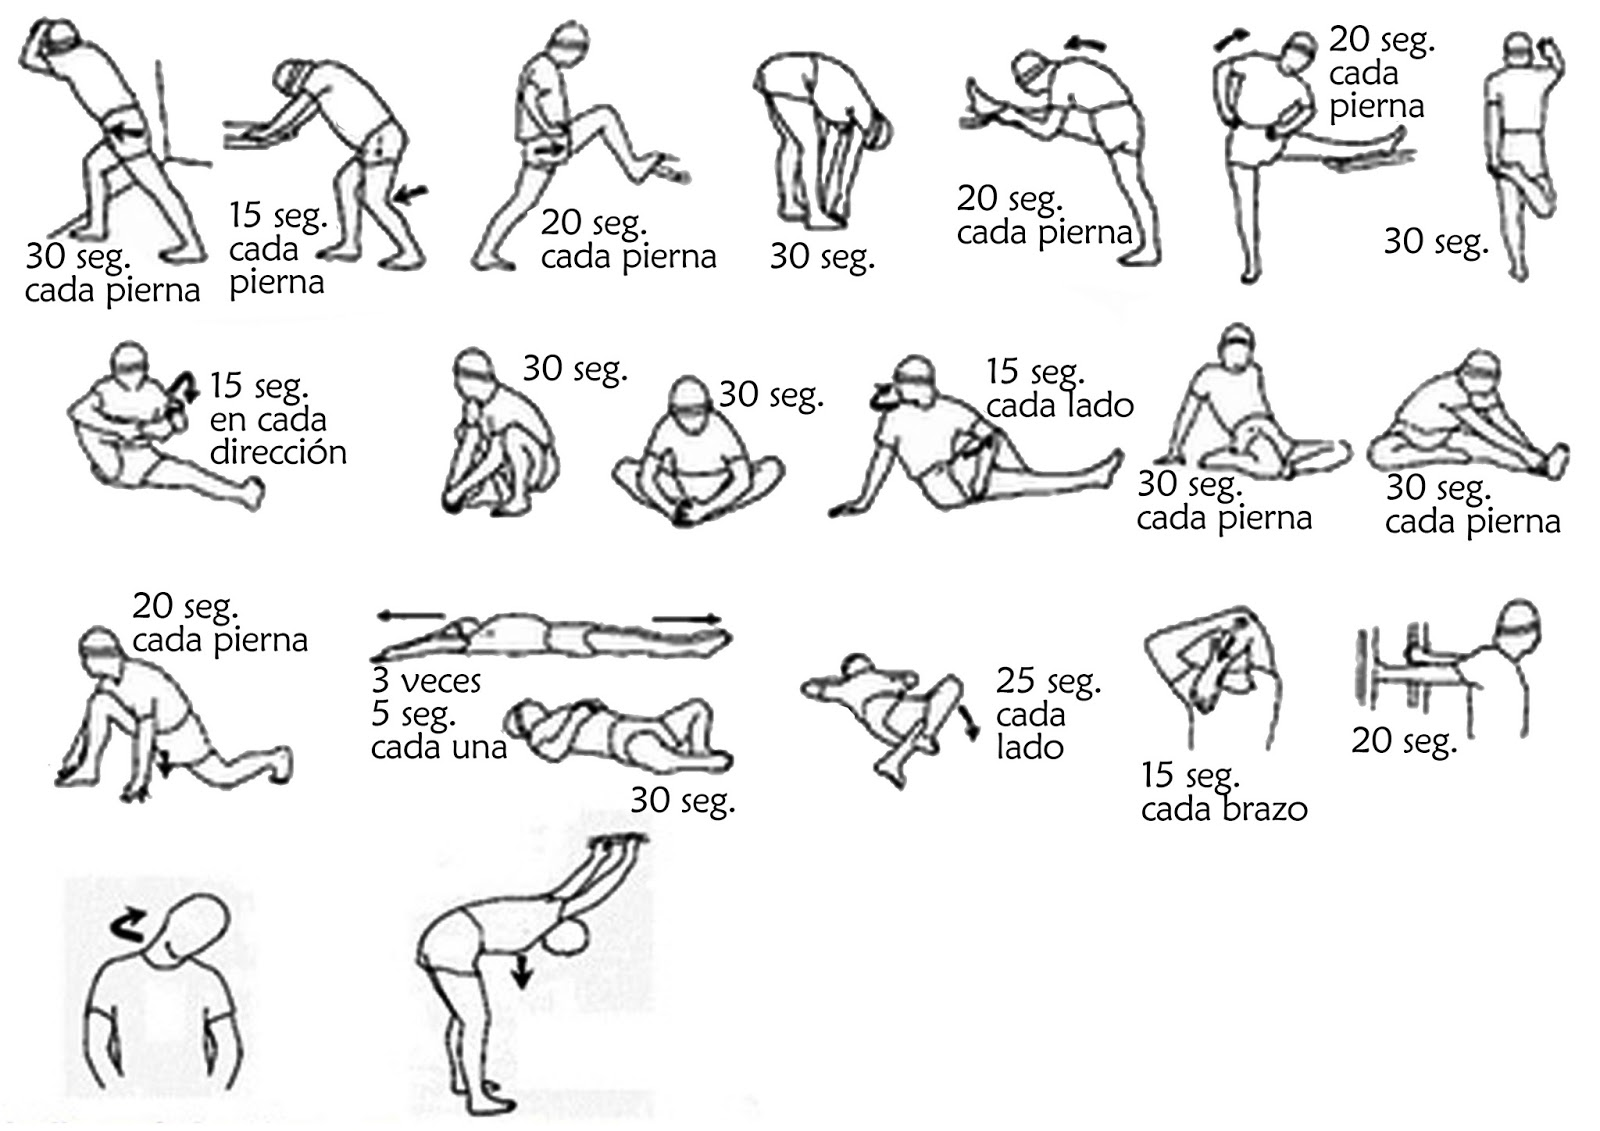 30 seg.
cada pierna
15 seg.
cada
pierna
20 seg.
cada pierna
30 seg.
20 seg.
cada pierna
20 seg.
cada
pierna
30 seg.
15 seg.
en cada
dirección
30 seg.
30 seg.
15 seg.
cada lado
30 seg.
cada pierna
30 seg.
cada pierna
20 seg.
cada pierna
3 veces
5 seg.
cada una
30 seg.
25 seg.
cada
lado
15 seg.
cada brazo
20 seg.